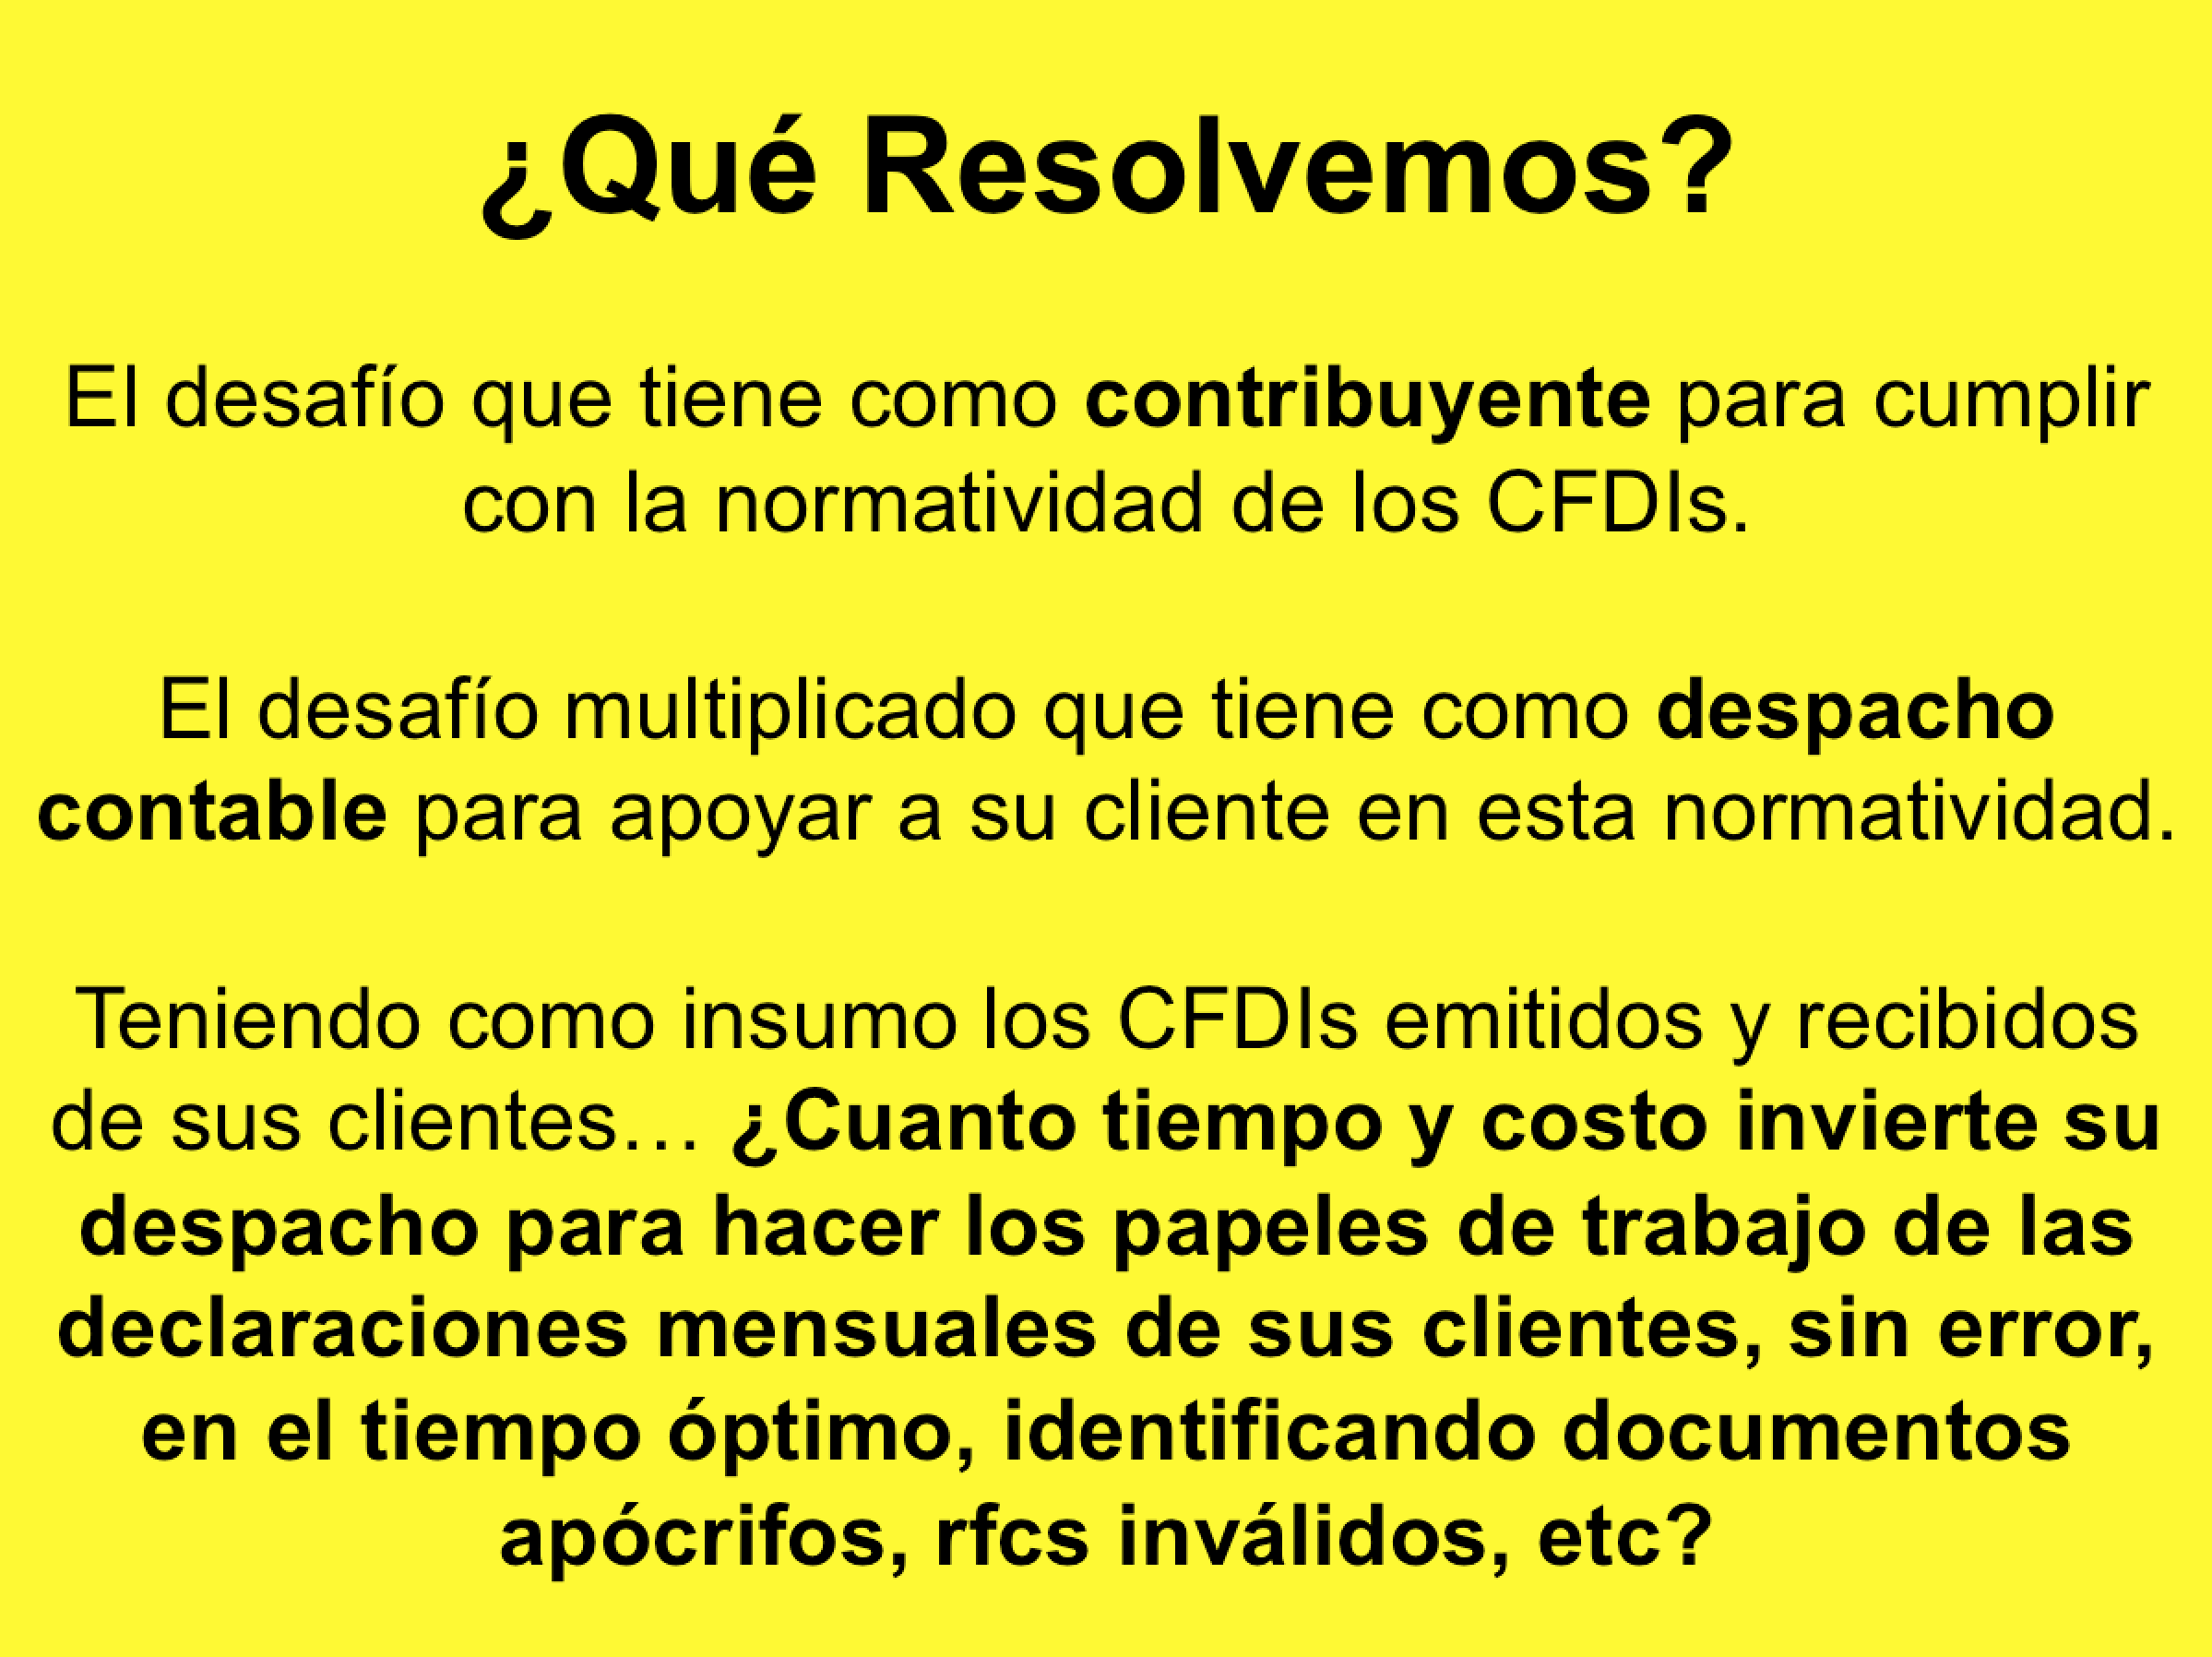 ¿Qué Resolvemos?
El desafío que tiene como contribuyente para cumplir
con la normatividad de los CFDIs.
El desafío multiplicado que tiene como despacho
contable para apoyar a su cliente en esta normatividad.
Teniendo como insumo los CFDIs emitidos y recibidos
de sus clientes… ¿Cuanto tiempo y costo invierte su
despacho para hacer los papeles de trabajo de las
declaraciones mensuales de sus clientes, sin error,
en el tiempo óptimo, identificando documentos
apócrifos, rfcs inválidos, etc?